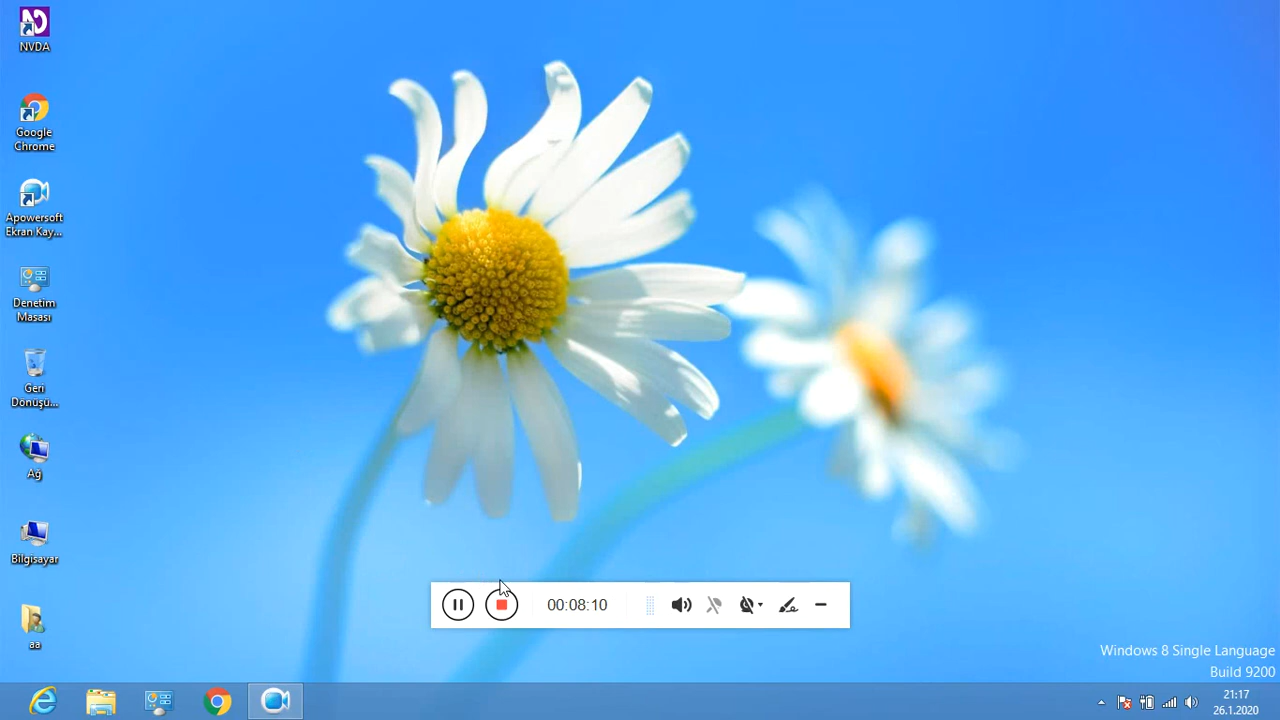 NVDA
Google
Chrome
Apowersoft
Ekran Kay...
Denetim
Masası
Geri
Dönüşü...
Ağ
Bilgisayar
aa
00:08:10
Windows 8 Single Language
Build 9200
21:17
26.1.2020